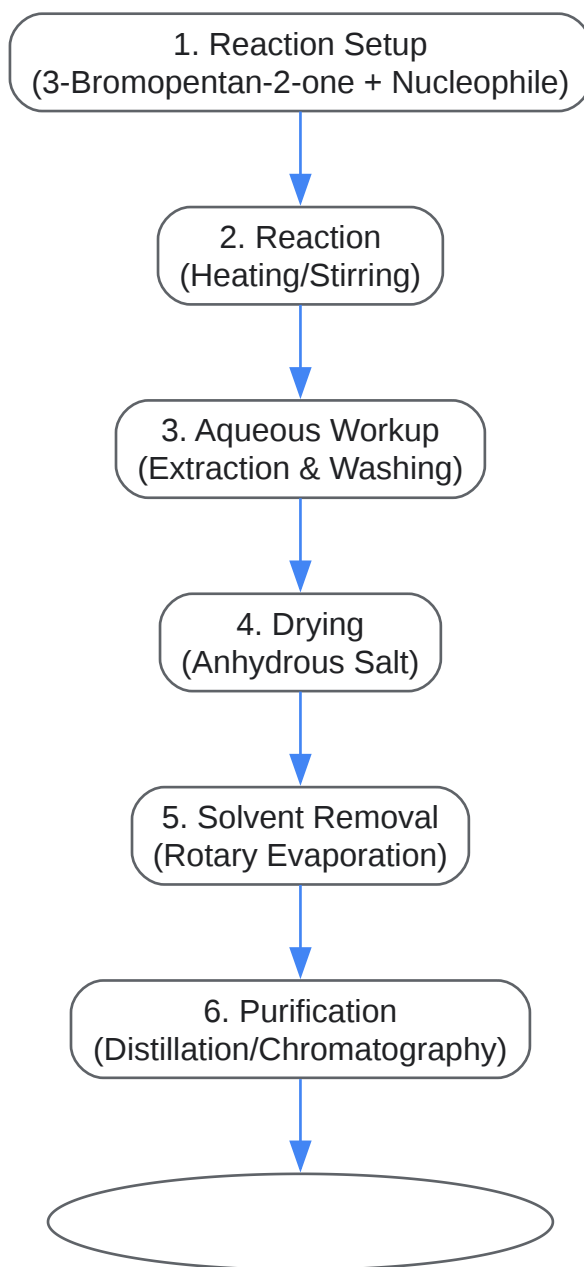 1. Reaction Setup
(3-Bromopentan-2-one + Nucleophile)
2. Reaction
(Heating/Stirring)
3. Aqueous Workup
(Extraction & Washing)
4. Drying
(Anhydrous Salt)
5. Solvent Removal
(Rotary Evaporation)
6. Purification
(Distillation/Chromatography)